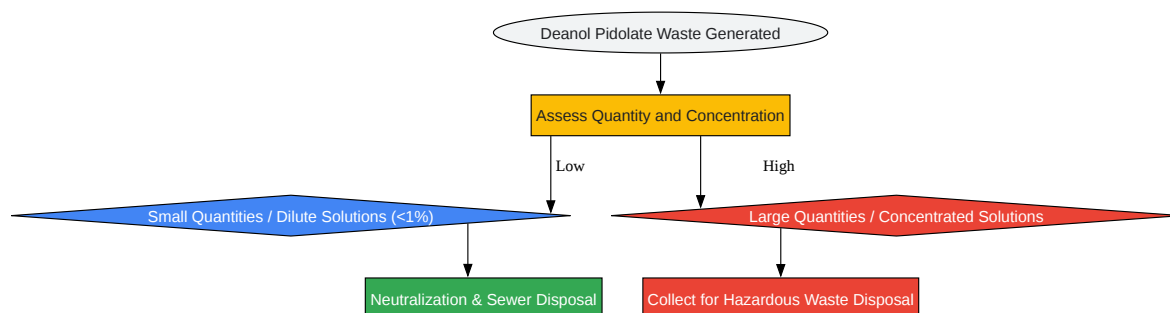 Deanol Pidolate Waste Generated
Assess Quantity and Concentration
Low
High
Small Quantities / Dilute Solutions (<1%)
Large Quantities / Concentrated Solutions
Neutralization & Sewer Disposal
Collect for Hazardous Waste Disposal